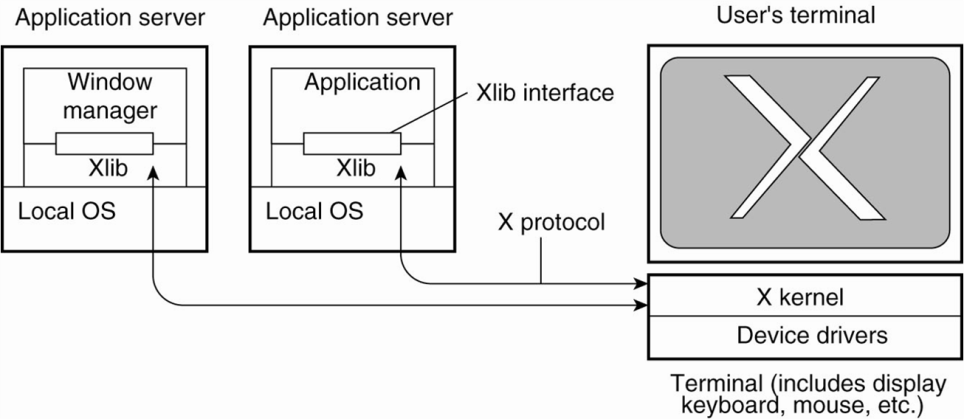 Application server
Application server
User's terminal
Window
manager
Application
Xlib interface
Xlib
Xlib
Local OS
Local OS
X protocol
X kernel
Device drivers
Terminal (includes display
keyboard, mouse, etc.)